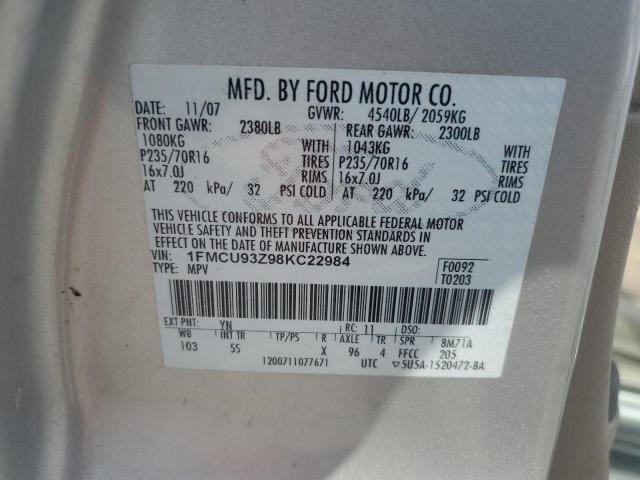 MFD. BY FORD MOTOR CO.
DATE: 11/07 GVWR: 4540LB/ 2059KG
FRONT GAWR: 2380LB REAR GAWR: 2300LB
1080KG WITH 1043KG WITH
P235/70R16 TIRES P235/70R16 TIRES
16x7.0J RIMS 16x7.0J RIMS
AT 220 kPa/ 32 PSI COLD AT 220 kPa/ 32 PSI COLD
THIS VEHICLE CONFORMS TO ALL APPLICABLE FEDERAL MOTOR
VEHICLE SAFETY AND THEFT PREVENTION STANDARDS IN
EFFECT ON THE DATE OF MANUFACTURE SHOWN ABOVE.
VIN: 1FMCU93Z98KC22984
TYPE: MPV
F0092
T0203
EXT PNT: YN RC: 11 DSO:
WB INT TR TP/PS R AXLE TR SPR 8M71A
103 5S X 96 4 FFCC 205
1200711077671 UTC ▽5U5A-1520472-BA